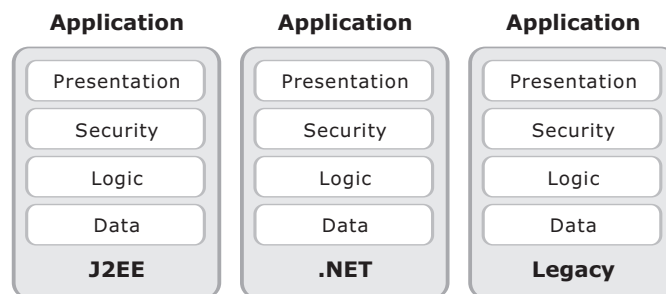 Application Application Application
Presentation Presentation Presentation
Security Security Security
Logic Logic Logic
Data Data Data
J2EE .NET Legacy